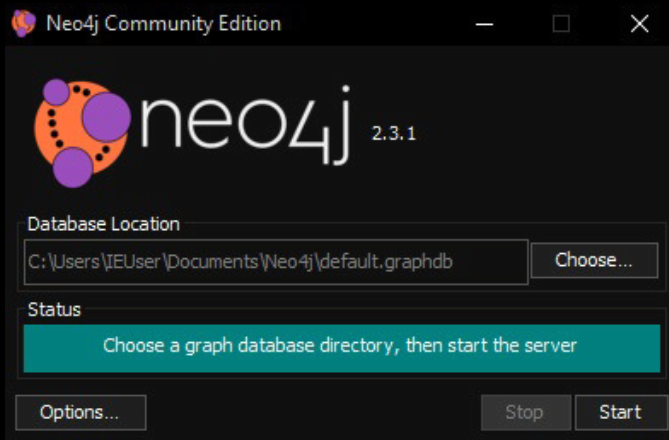 Neo4j Community Edition
neo4j 2.3.1
Database Location
C:\Users\IEUser\Documents\Neo4j\default.graphdb
Choose...
Status
Choose a graph database directory, then start the server
Options...
Stop
Start